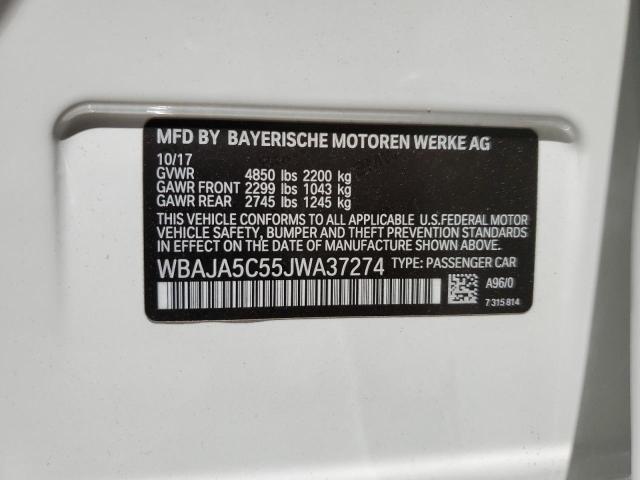 MFD BY BAYERISCHE MOTOREN WERKE AG
10/17
GVWR 4850 lbs 2200 kg
GAWR FRONT 2299 lbs 1043 kg
GAWR REAR 2745 lbs 1245 kg
THIS VEHICLE CONFORMS TO ALL APPLICABLE U.S.FEDERAL MOTOR
VEHICLE SAFETY, BUMPER AND THEFT PREVENTION STANDARDS
IN EFFECT ON THE DATE OF MANUFACTURE SHOWN ABOVE.
WBAJA5C55JWA37274 TYPE: PASSENGER CAR
A96/0
7 315 814